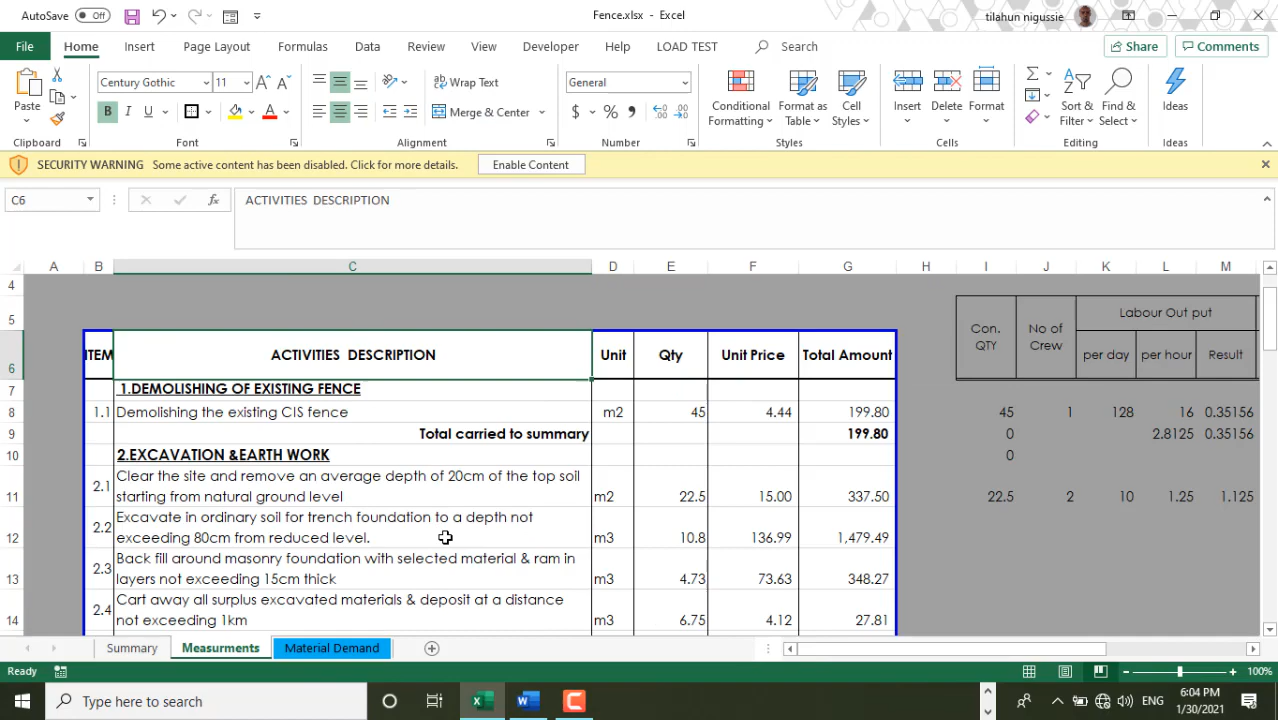 AutoSave Off
Fence.xlsx - Excel
tilahun nigussie
File Home Insert Page Layout Formulas Data Review View Developer Help LOAD TEST Search Share Comments
Century Gothic 11 Wrap Text General
Paste B I U Merge & Center $ % Conditional Formatting Format as Table Cell Styles Insert Delete Format Sort & Filter Find & Select Ideas
Clipboard Font Alignment Number Styles Cells Editing Ideas
SECURITY WARNING Some active content has been disabled. Click for more details. Enable Content
C6 fx ACTIVITIES DESCRIPTION
A B C D E F G H I J K L M
4
5 Labour Out put
6 ITEM ACTIVITIES DESCRIPTION Unit Qty Unit Price Total Amount Con. QTY No of Crew per day per hour Result
7 1.DEMOLISHING OF EXISTING FENCE
8 1.1 Demolishing the existing CIS fence m2 45 4.44 199.80 45 1 128 16 0.35156
9 Total carried to summary 199.80 0 2.8125 0.35156
10 2.EXCAVATION &EARTH WORK 0
11 2.1 Clear the site and remove an average depth of 20cm of the top soil
starting from natural ground level m2 22.5 15.00 337.50 22.5 2 10 1.25 1.125
12 2.2 Excavate in ordinary soil for trench foundation to a depth not
exceeding 80cm from reduced level. m3 10.8 136.99 1,479.49
13 2.3 Back fill around masonry foundation with selected material & ram in
layers not exceeding 15cm thick m3 4.73 73.63 348.27
14 2.4 Cart away all surplus excavated materials & deposit at a distance
not exceeding 1km m3 6.75 4.12 27.81
Summary Measurments Material Demand
Ready 100%
Type here to search ENG 6:04 PM
1/30/2021